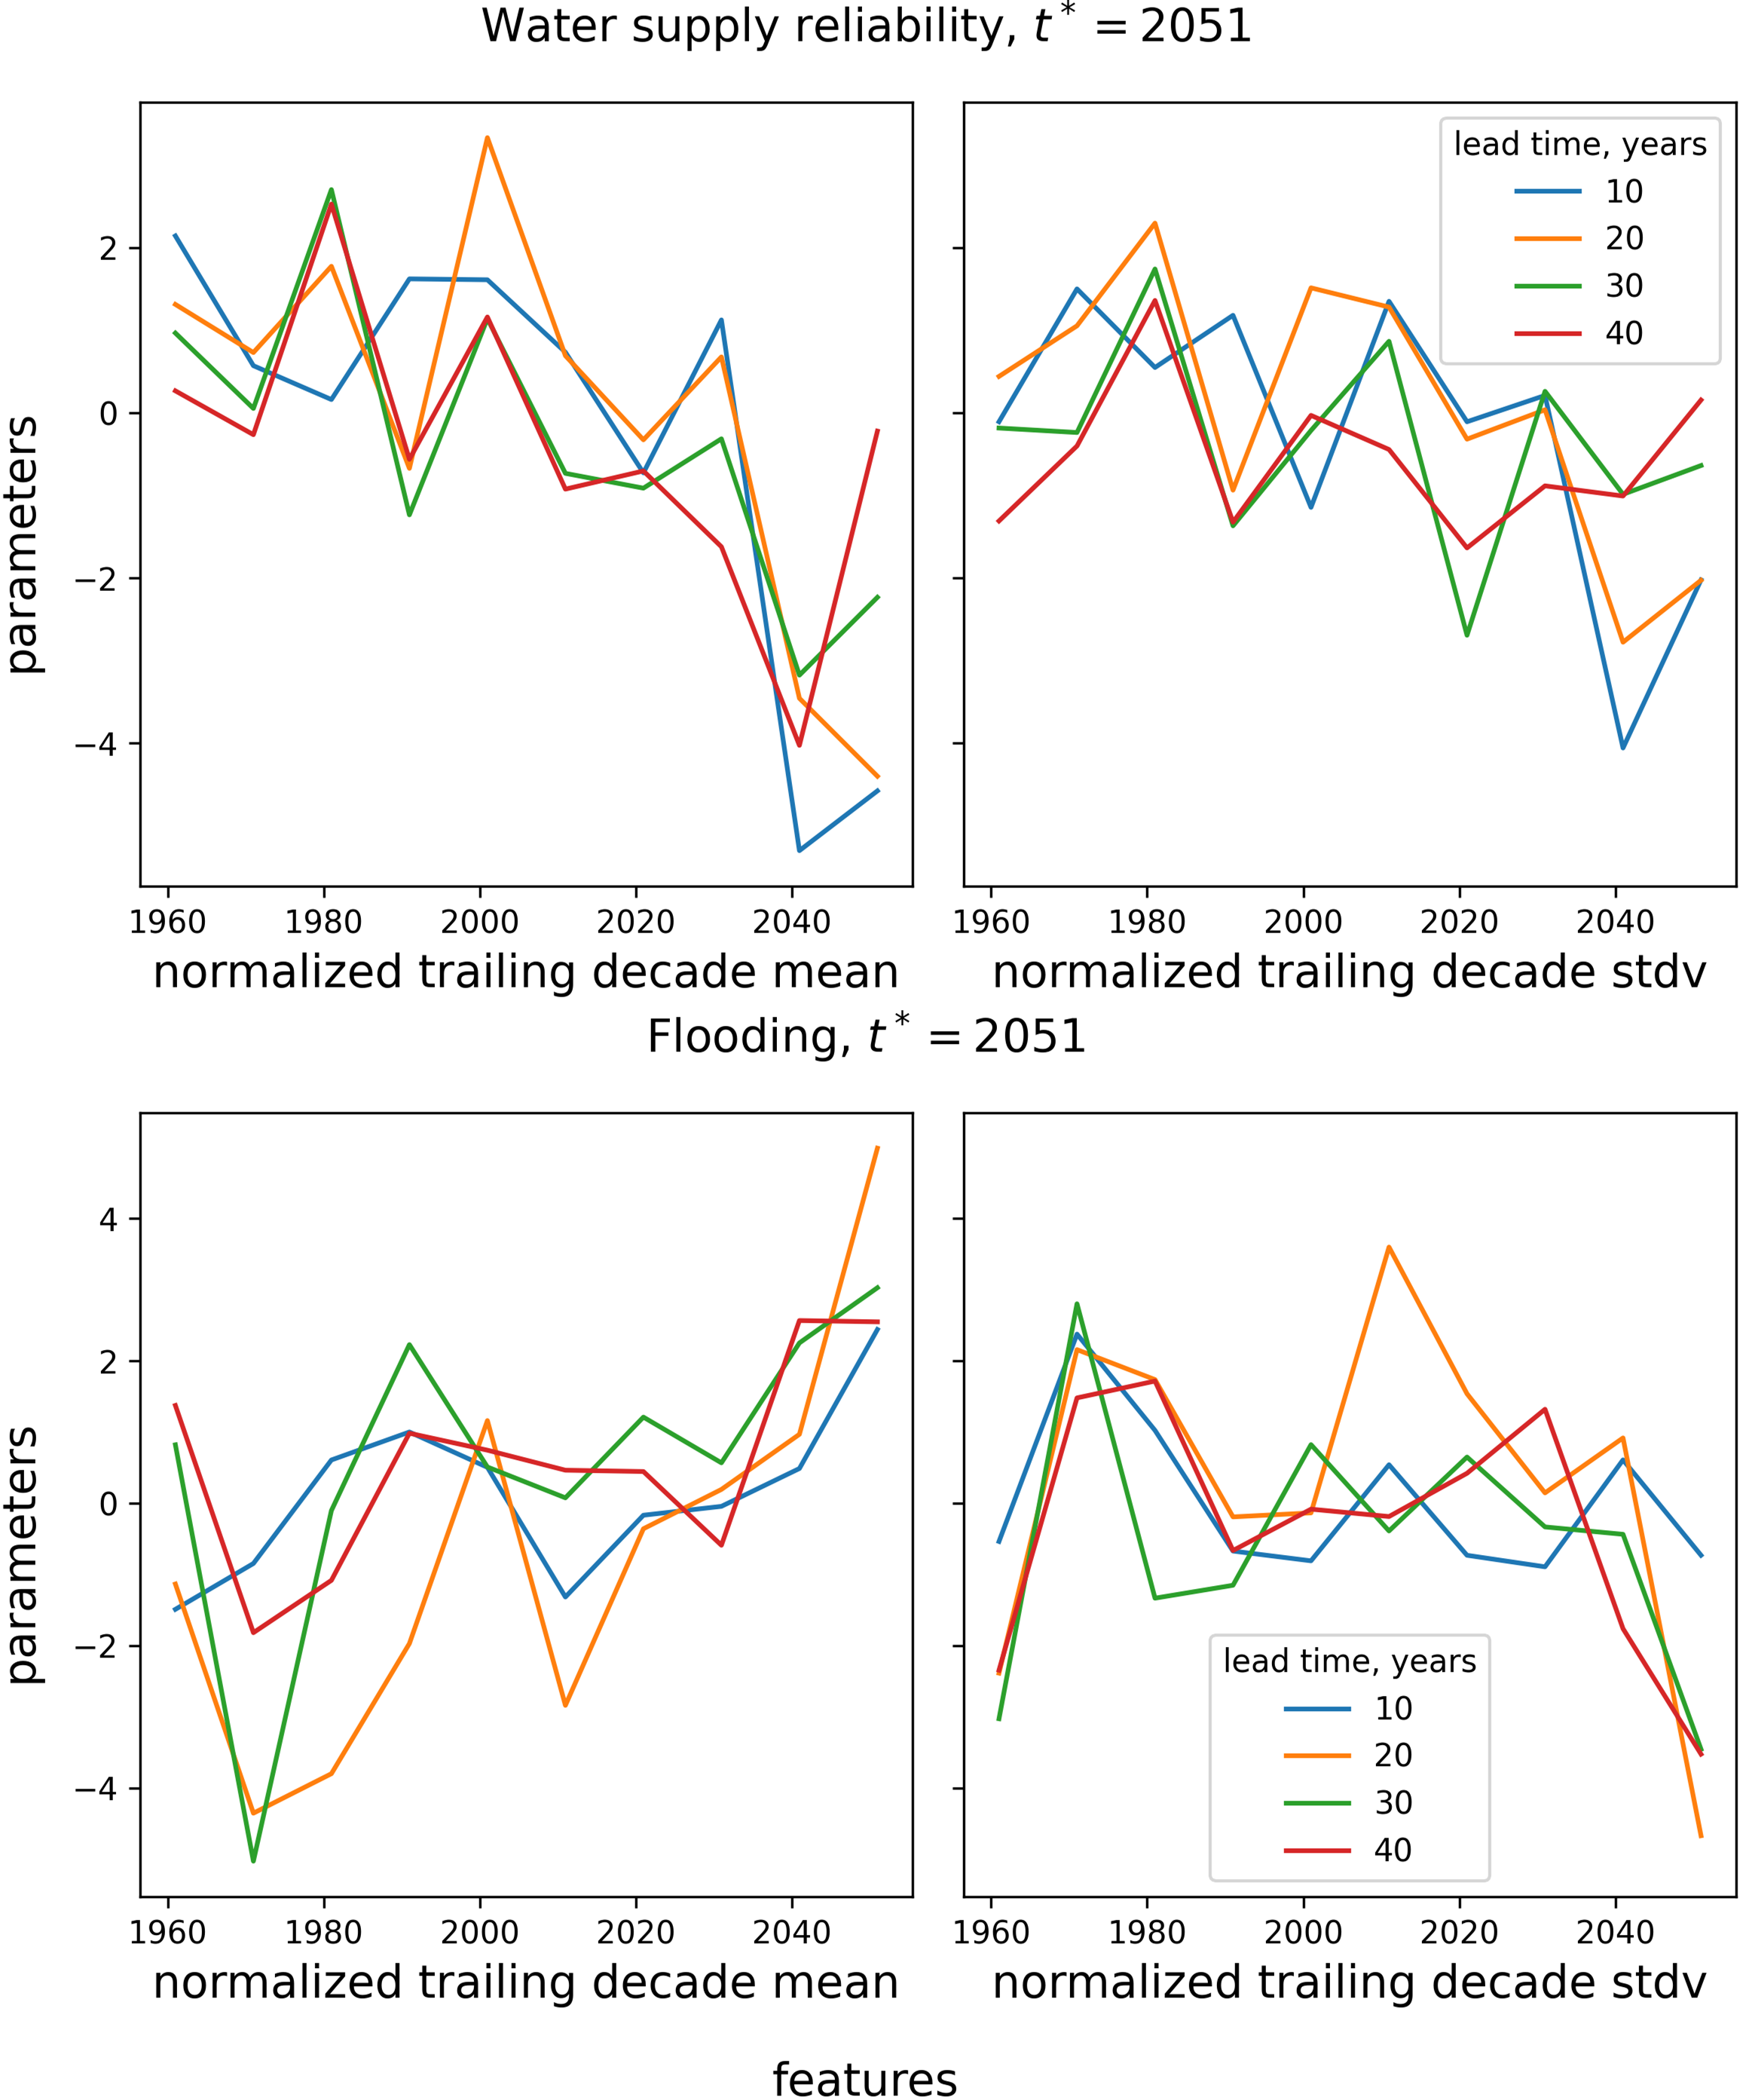 Water supply reliability, t* = 2051
parameters
2
0
−2
−4
1960 1980 2000 2020 2040
normalized trailing decade mean
lead time, years
10
20
30
40
1960 1980 2000 2020 2040
normalized trailing decade stdv
Flooding, t* = 2051
parameters
4
2
0
−2
−4
1960 1980 2000 2020 2040
normalized trailing decade mean
lead time, years
10
20
30
40
1960 1980 2000 2020 2040
normalized trailing decade stdv
features